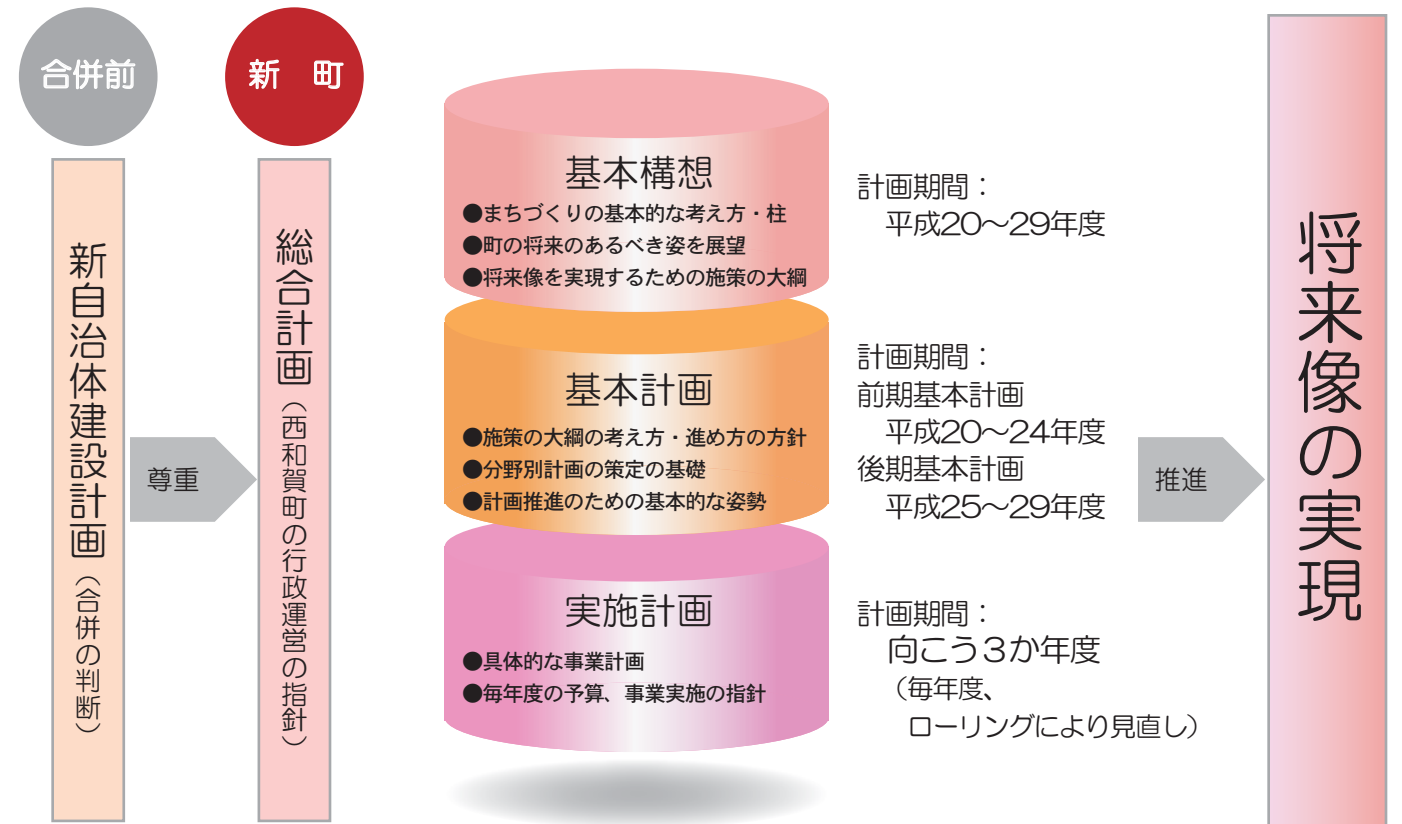 合併前
新自治体建設計画（合併の判断）
尊重
新　町
総合計画（西和賀町の行政運営の指針）
基本構想
●まちづくりの基本的な考え方・柱
●町の将来のあるべき姿を展望
●将来像を実現するための施策の大綱
計画期間：
平成20～29年度
基本計画
●施策の大綱の考え方・進め方の方針
●分野別計画の策定の基礎
●計画推進のための基本的な姿勢
計画期間：
前期基本計画
平成20～24年度
後期基本計画
平成25～29年度
実施計画
●具体的な事業計画
●毎年度の予算、事業実施の指針
計画期間：
向こう３か年度
（毎年度、
ローリングにより見直し）
推進
将来像の実現